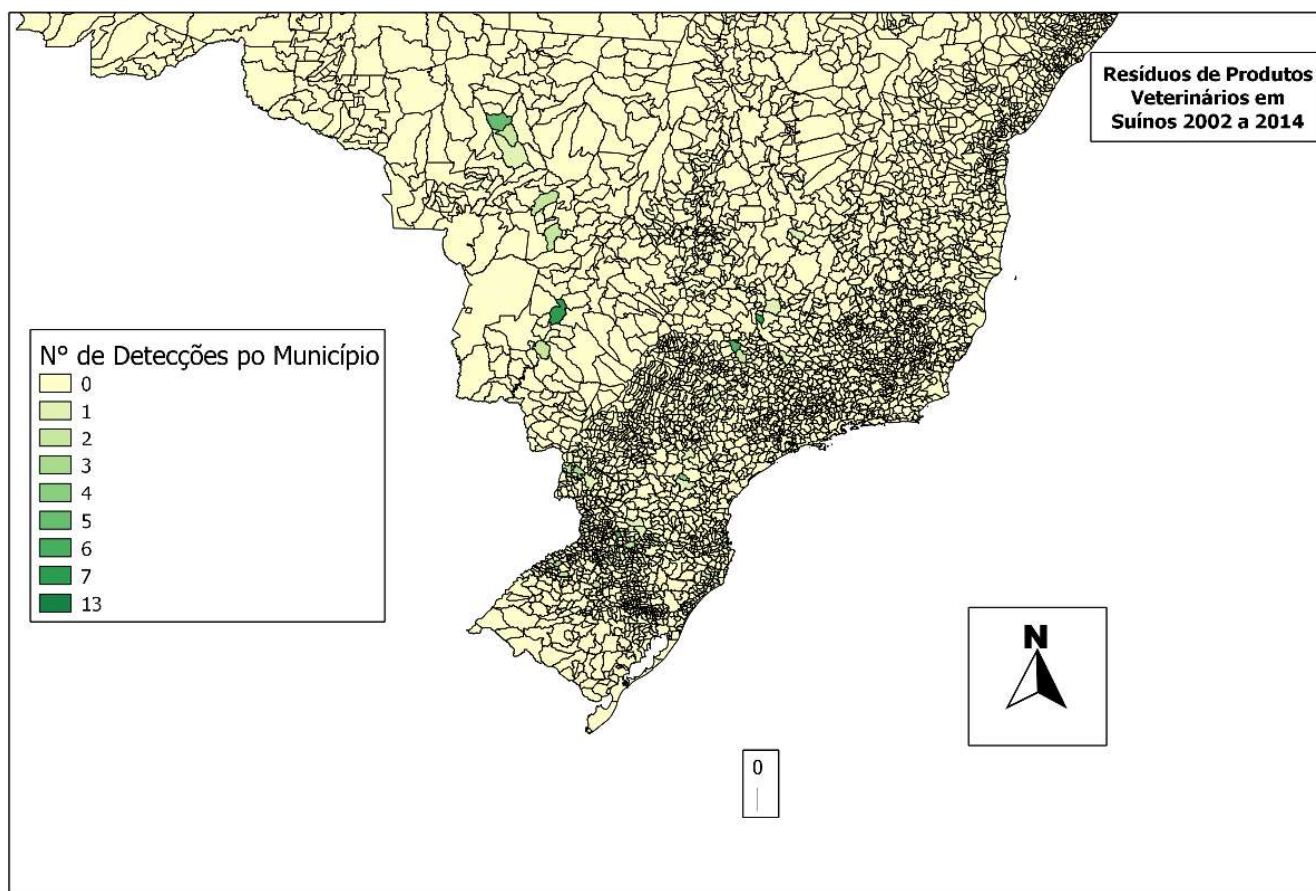 Resíduos de Produtos
Veterinários em
Suínos 2002 a 2014
N° de Detecções po Município
0
1
2
3
4
5
6
7
13
N
0